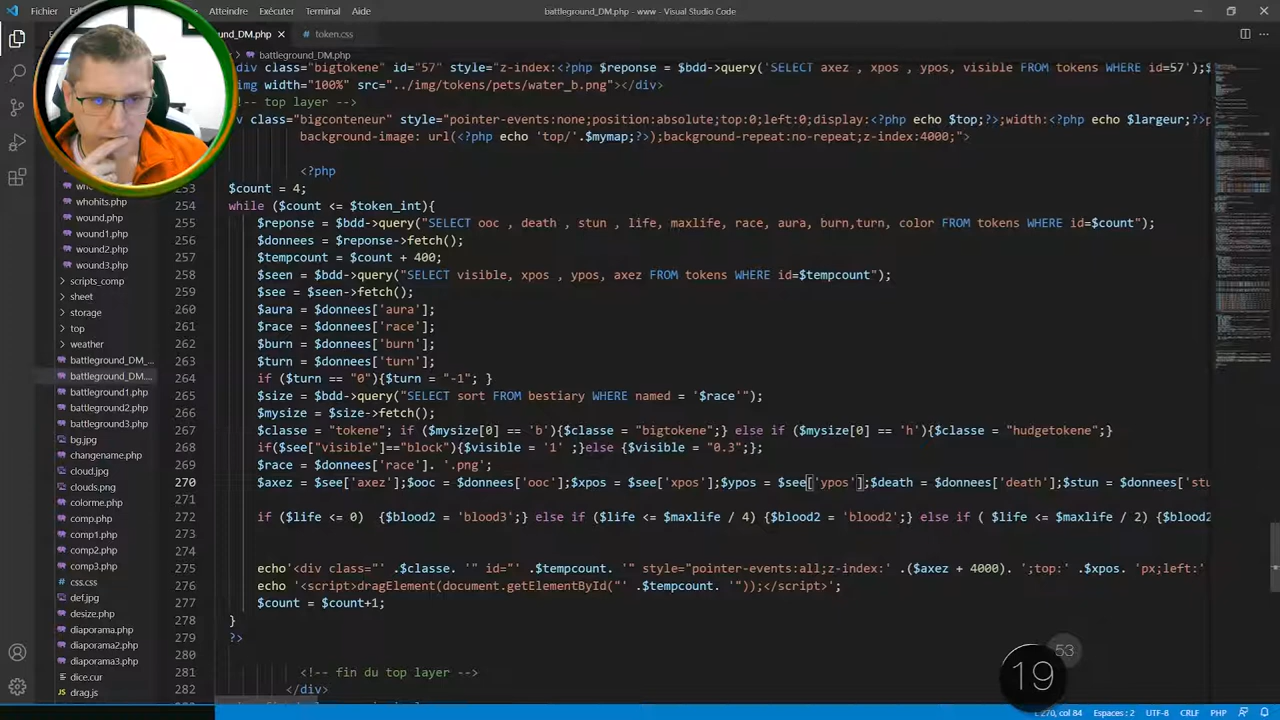 Fichier
Atteindre
Exécuter
Terminal
Aide
battleground_DM.php - www - Visual Studio Code
und_DM.php
token.css
battleground_DM.php
div class="bigtokene" id="57" style="z-index:<?php $reponse = $bdd->query('SELECT axez , xpos , ypos, visible FROM tokens WHERE id=57');
img width="100%" src="../img/tokens/pets/water_b.png"></div>
!-- top layer -->
div class="bigconteneur" style="pointer-events:none;position:absolute;top:0;left:0;display:<?php echo $top;?>;width:<?php echo $largeur;?>
background-image: url(<?php echo 'top/'.$mymap;?>);background-repeat:no-repeat;z-index:4000;">
<?php
253 $count = 4;
254 while ($count <= $token_int){
255 $reponse = $bdd->query("SELECT ooc , death , stun , life, maxlife, race, aura, burn,turn, color FROM tokens WHERE id=$count");
256 $donnees = $reponse->fetch();
257 $tempcount = $count + 400;
258 $seen = $bdd->query("SELECT visible, xpos , ypos, axez FROM tokens WHERE id=$tempcount");
259 $see = $seen->fetch();
260 $aura = $donnees['aura'];
261 $race = $donnees['race'];
262 $burn = $donnees['burn'];
263 $turn = $donnees['turn'];
264 if ($turn == "0"){$turn = "-1"; }
265 $size = $bdd->query("SELECT sort FROM bestiary WHERE named = '$race'");
266 $mysize = $size->fetch();
267 $classe = "tokene"; if ($mysize[0] == 'b'){$classe = "bigtokene";} else if ($mysize[0] == 'h'){$classe = "hudgetokene";}
268 if($see["visible"]=="block"){$visible = '1' ;}else {$visible = "0.3";};
269 $race = $donnees['race']. '.png';
270 $axez = $see['axez'];$ooc = $donnees['ooc'];$xpos = $see['xpos'];$ypos = $see['ypos'];$death = $donnees['death'];$stun = $donnees['stu
271
272 if ($life <= 0) {$blood2 = 'blood3';} else if ($life <= $maxlife / 4) {$blood2 = 'blood2';} else if ( $life <= $maxlife / 2) {$blood2 = 'b
273
274
275 echo'<div class="' .$classe. '" id="' .$tempcount. '" style="pointer-events:all;z-index:' .($axez + 4000). ';top:' .$xpos. 'px;left:'
276 echo '<script>dragElement(document.getElementById("' .$tempcount. '"));</script>';
277 $count = $count+1;
278 }
279 ?>
280
281 <!-- fin du top layer -->
282 </div>
whohits.php
wound.php
wound1.php
wound2.php
wound3.php
scripts_comp
sheet
storage
top
weather
battleground_DM_...
battleground_DM....
battleground1.php
battleground2.php
battleground3.php
bg.jpg
changename.php
cloud.jpg
clouds.png
colorme.php
comp.php
comp1.php
comp2.php
comp3.php
css.css
def.jpg
desize.php
diaporama.php
diaporama2.php
diaporama3.php
dice.cur
drag.js
53
19
L 270, col 84
Espaces : 2
UTF-8
CRLF
PHP